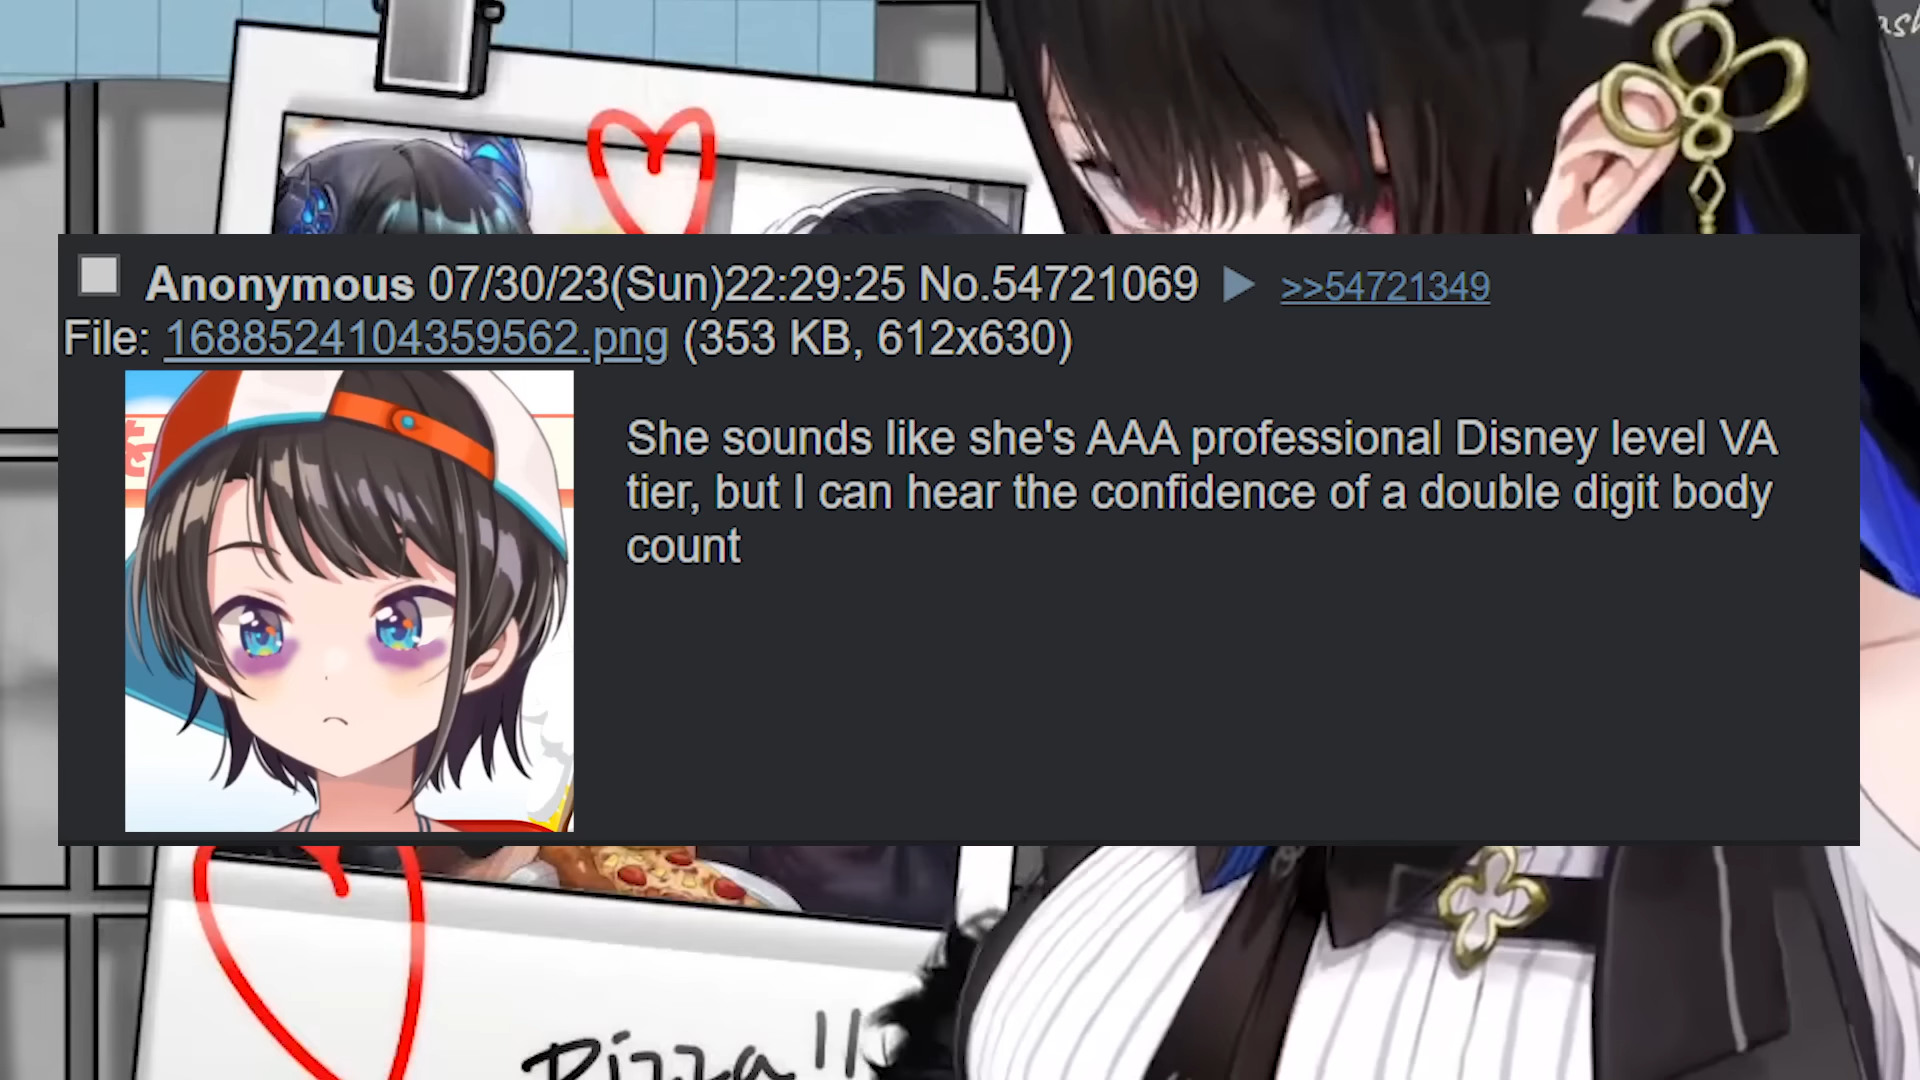 ash
Anonymous 07/30/23(Sun)22:29:25 No.54721069 ▶ >>54721349
File: 1688524104359562.png (353 KB, 612x630)
She sounds like she's AAA professional Disney level VA
tier, but I can hear the confidence of a double digit body
count
Pizza!!